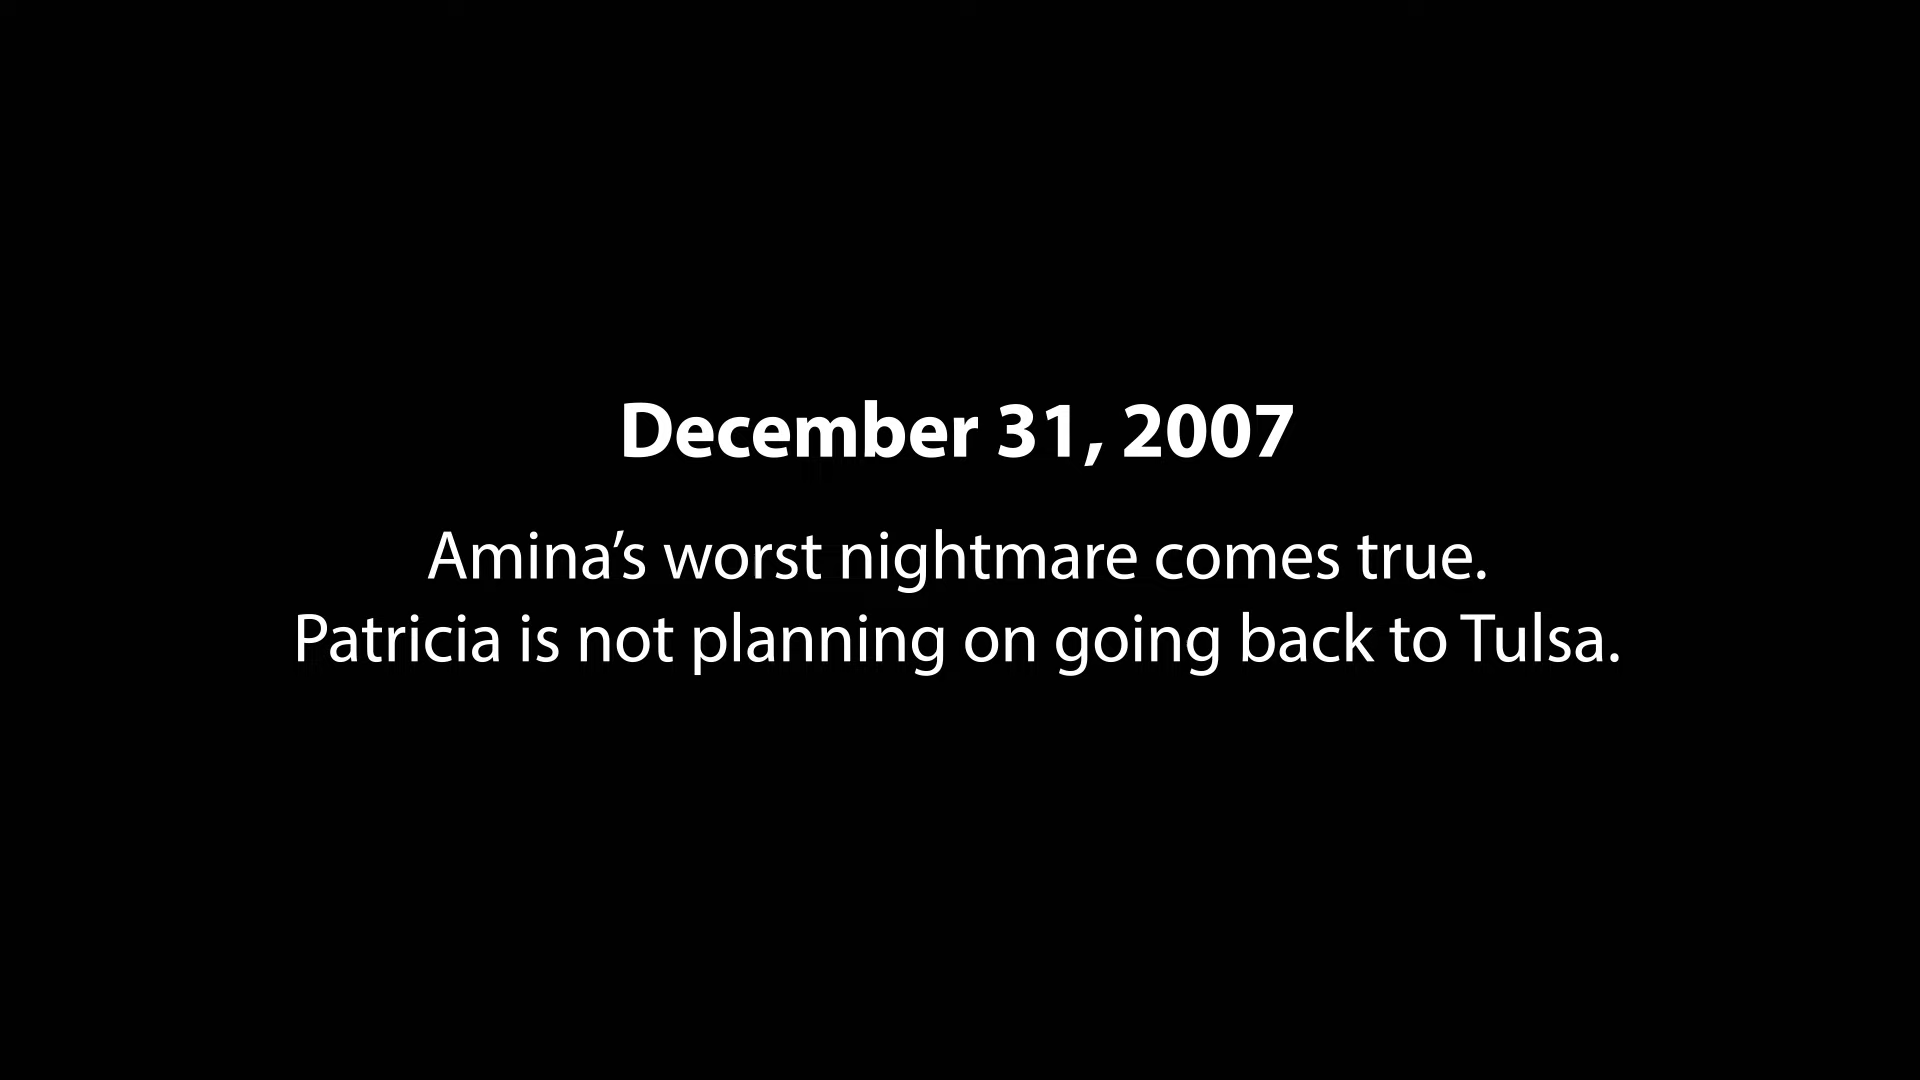 December 31, 2007
Amina’s worst nightmare comes true.
Patricia is not planning on going back to Tulsa.